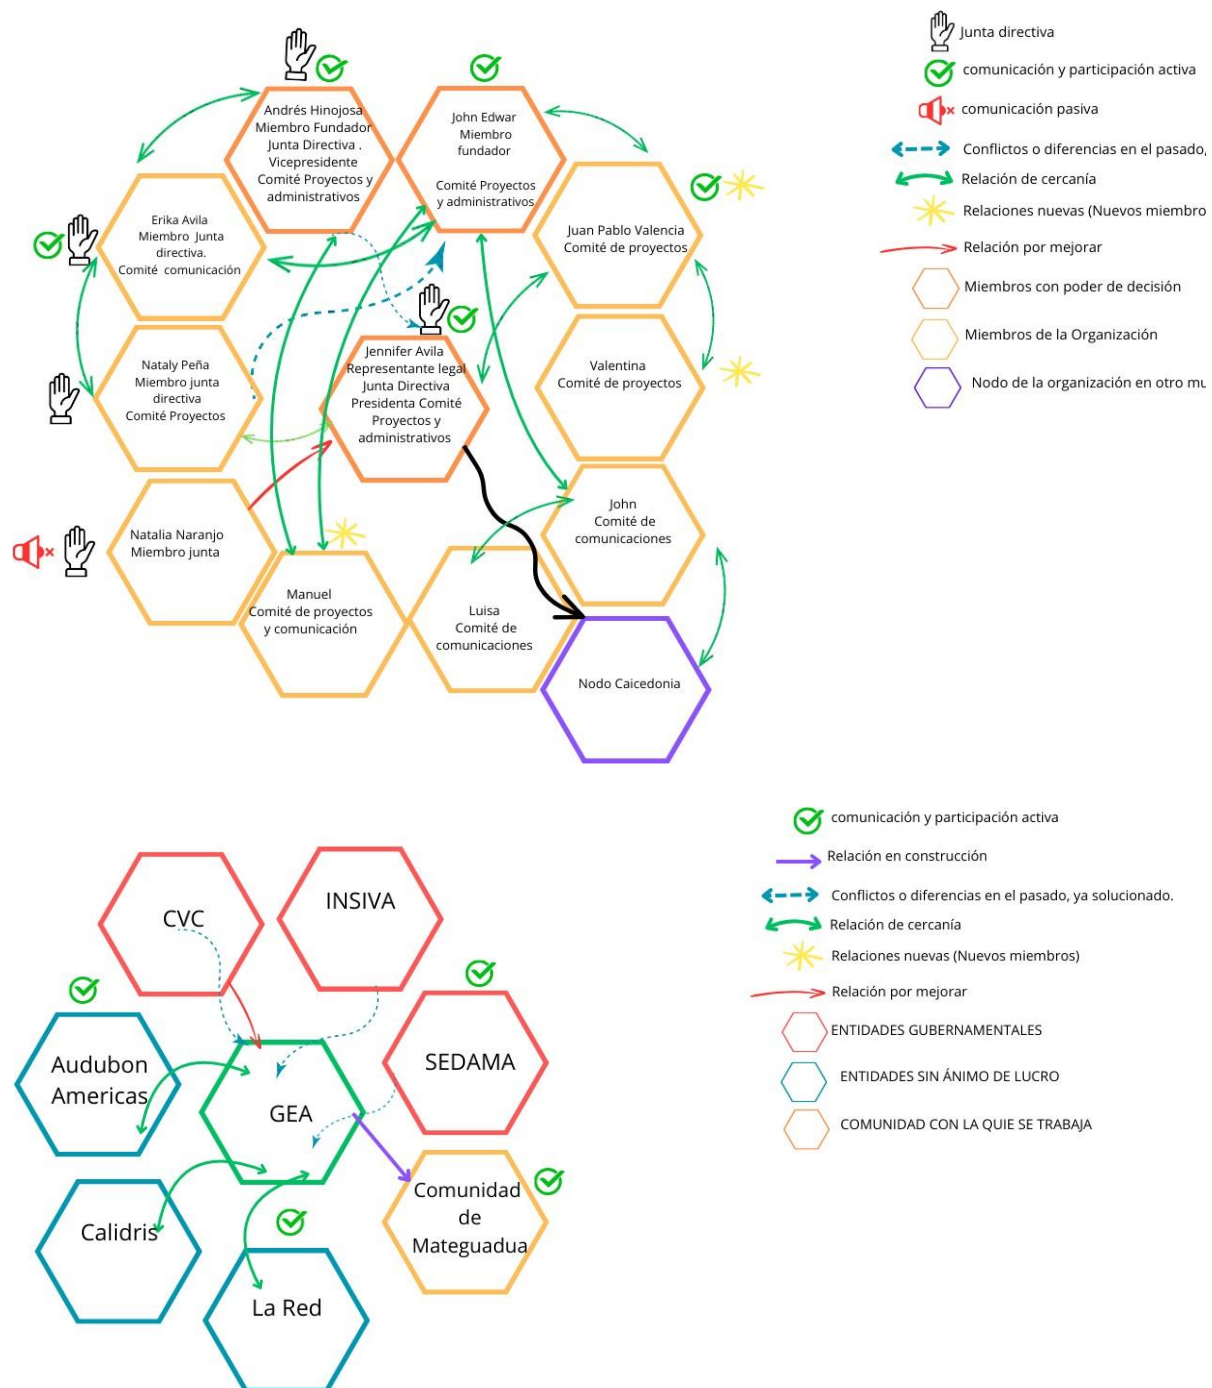 Junta directiva
comunicación y participación activa
comunicación pasiva
Conflictos o diferencias en el pasado,
Relación de cercanía
Relaciones nuevas (Nuevos miembro
Relación por mejorar
Miembros con poder de decisión
Miembros de la Organización
Nodo de la organización en otro mu
Andrés Hinojosa
Miembro Fundador
Junta Directiva .
Vicepresidente
Comité Proyectos y
administrativos
John Edwar
Miembro
fundador
Comité Proyectos
y administrativos
Erika Avila
Miembro Junta
directiva.
Comité comunicación
Juan Pablo Valencia
Comité de proyectos
Nataly Peña
Miembro junta
directiva
Comité Proyectos
Jennifer Avila
Representante legal
Junta Directiva
Presidenta Comité
Proyectos y
administrativos
Valentina
Comité de proyectos
Natalia Naranjo
Miembro junta
John
Comité de
comunicaciones
Manuel
Comité de proyectos
y comunicación
Luisa
Comité de
comunicaciones
Nodo Caicedonia
comunicación y participación activa
Relación en construcción
Conflictos o diferencias en el pasado, ya solucionado.
Relación de cercanía
Relaciones nuevas (Nuevos miembros)
Relación por mejorar
ENTIDADES GUBERNAMENTALES
ENTIDADES SIN ÁNIMO DE LUCRO
COMUNIDAD CON LA QUIE SE TRABAJA
CVC
INSIVA
Audubon
Americas
SEDAMA
GEA
Calidris
Comunidad
de
Mateguadua
La Red